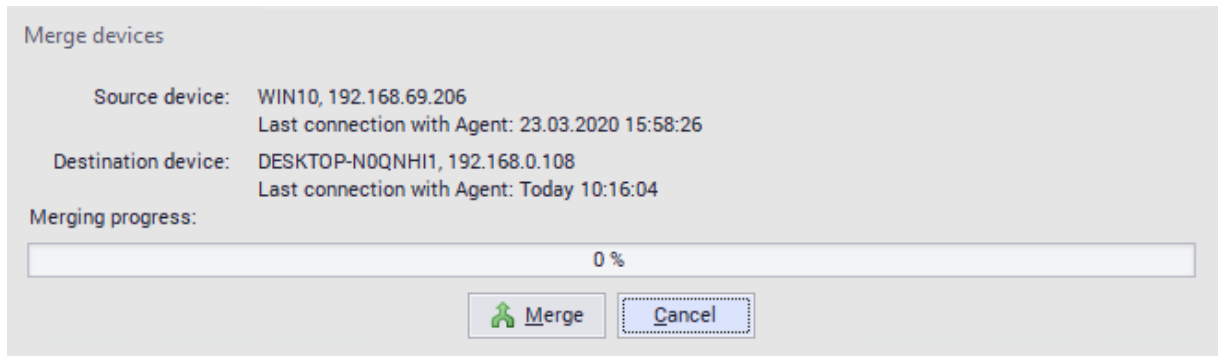 Merge devices
Source device: WIN10, 192.168.69.206
Last connection with Agent: 23.03.2020 15:58:26
Destination device: DESKTOP-N0QNHI1, 192.168.0.108
Last connection with Agent: Today 10:16:04
Merging progress:
0 %
Merge Cancel